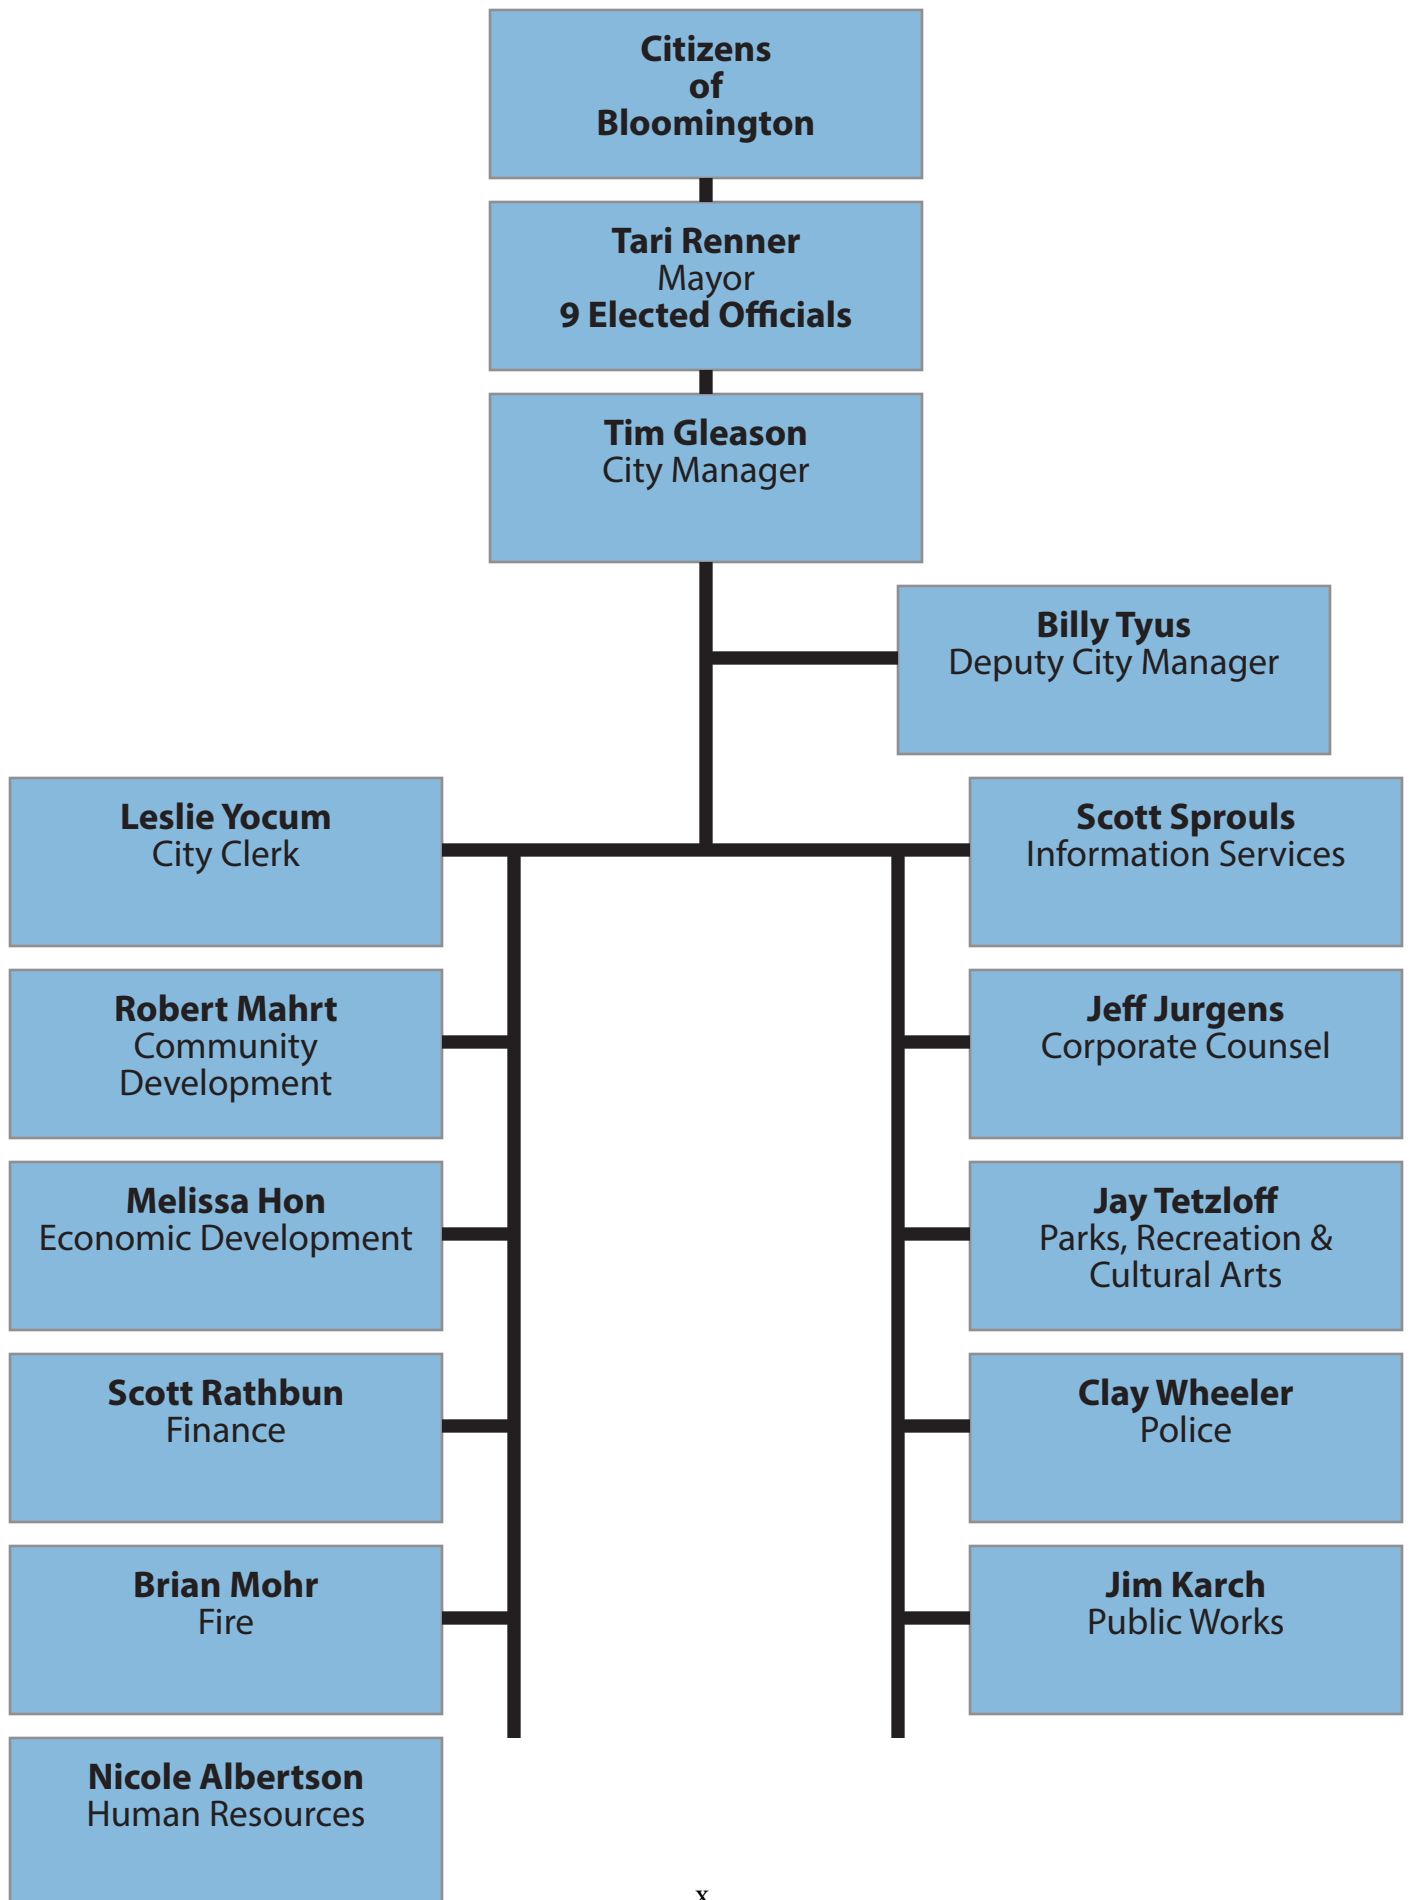 Citizens
of
Bloomington
Tari Renner
Mayor
9 Elected Officials
Tim Gleason
City Manager
Billy Tyus
Deputy City Manager
Leslie Yocum
City Clerk
Scott Sprouls
Information Services
Robert Mahrt
Community
Development
Jeff Jurgens
Corporate Counsel
Melissa Hon
Economic Development
Jay Tetzloff
Parks, Recreation &
Cultural Arts
Scott Rathbun
Finance
Clay Wheeler
Police
Brian Mohr
Fire
Jim Karch
Public Works
Nicole Albertson
Human Resources
x